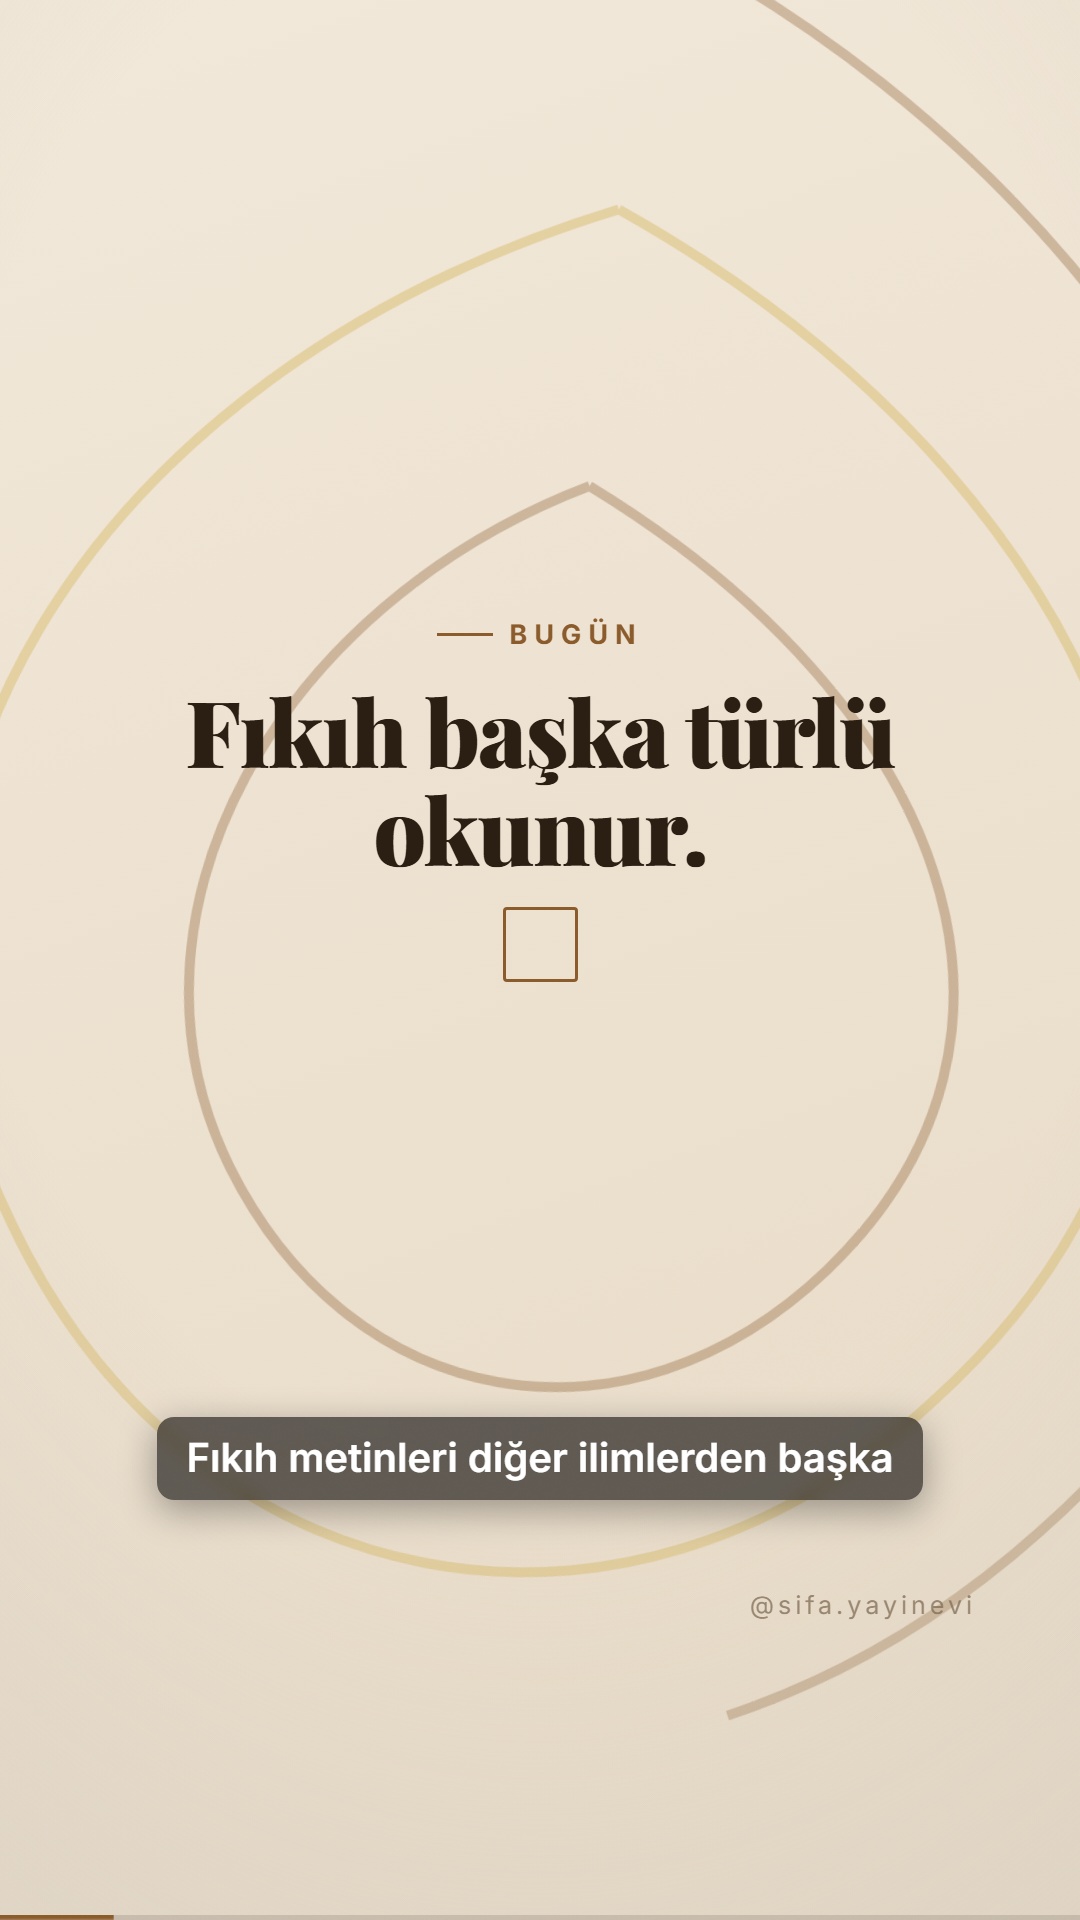 BUGÜN
Fıkıh başka türlü
okunur.
Fıkıh metinleri diğer ilimlerden başka
@sifa.yayinevi